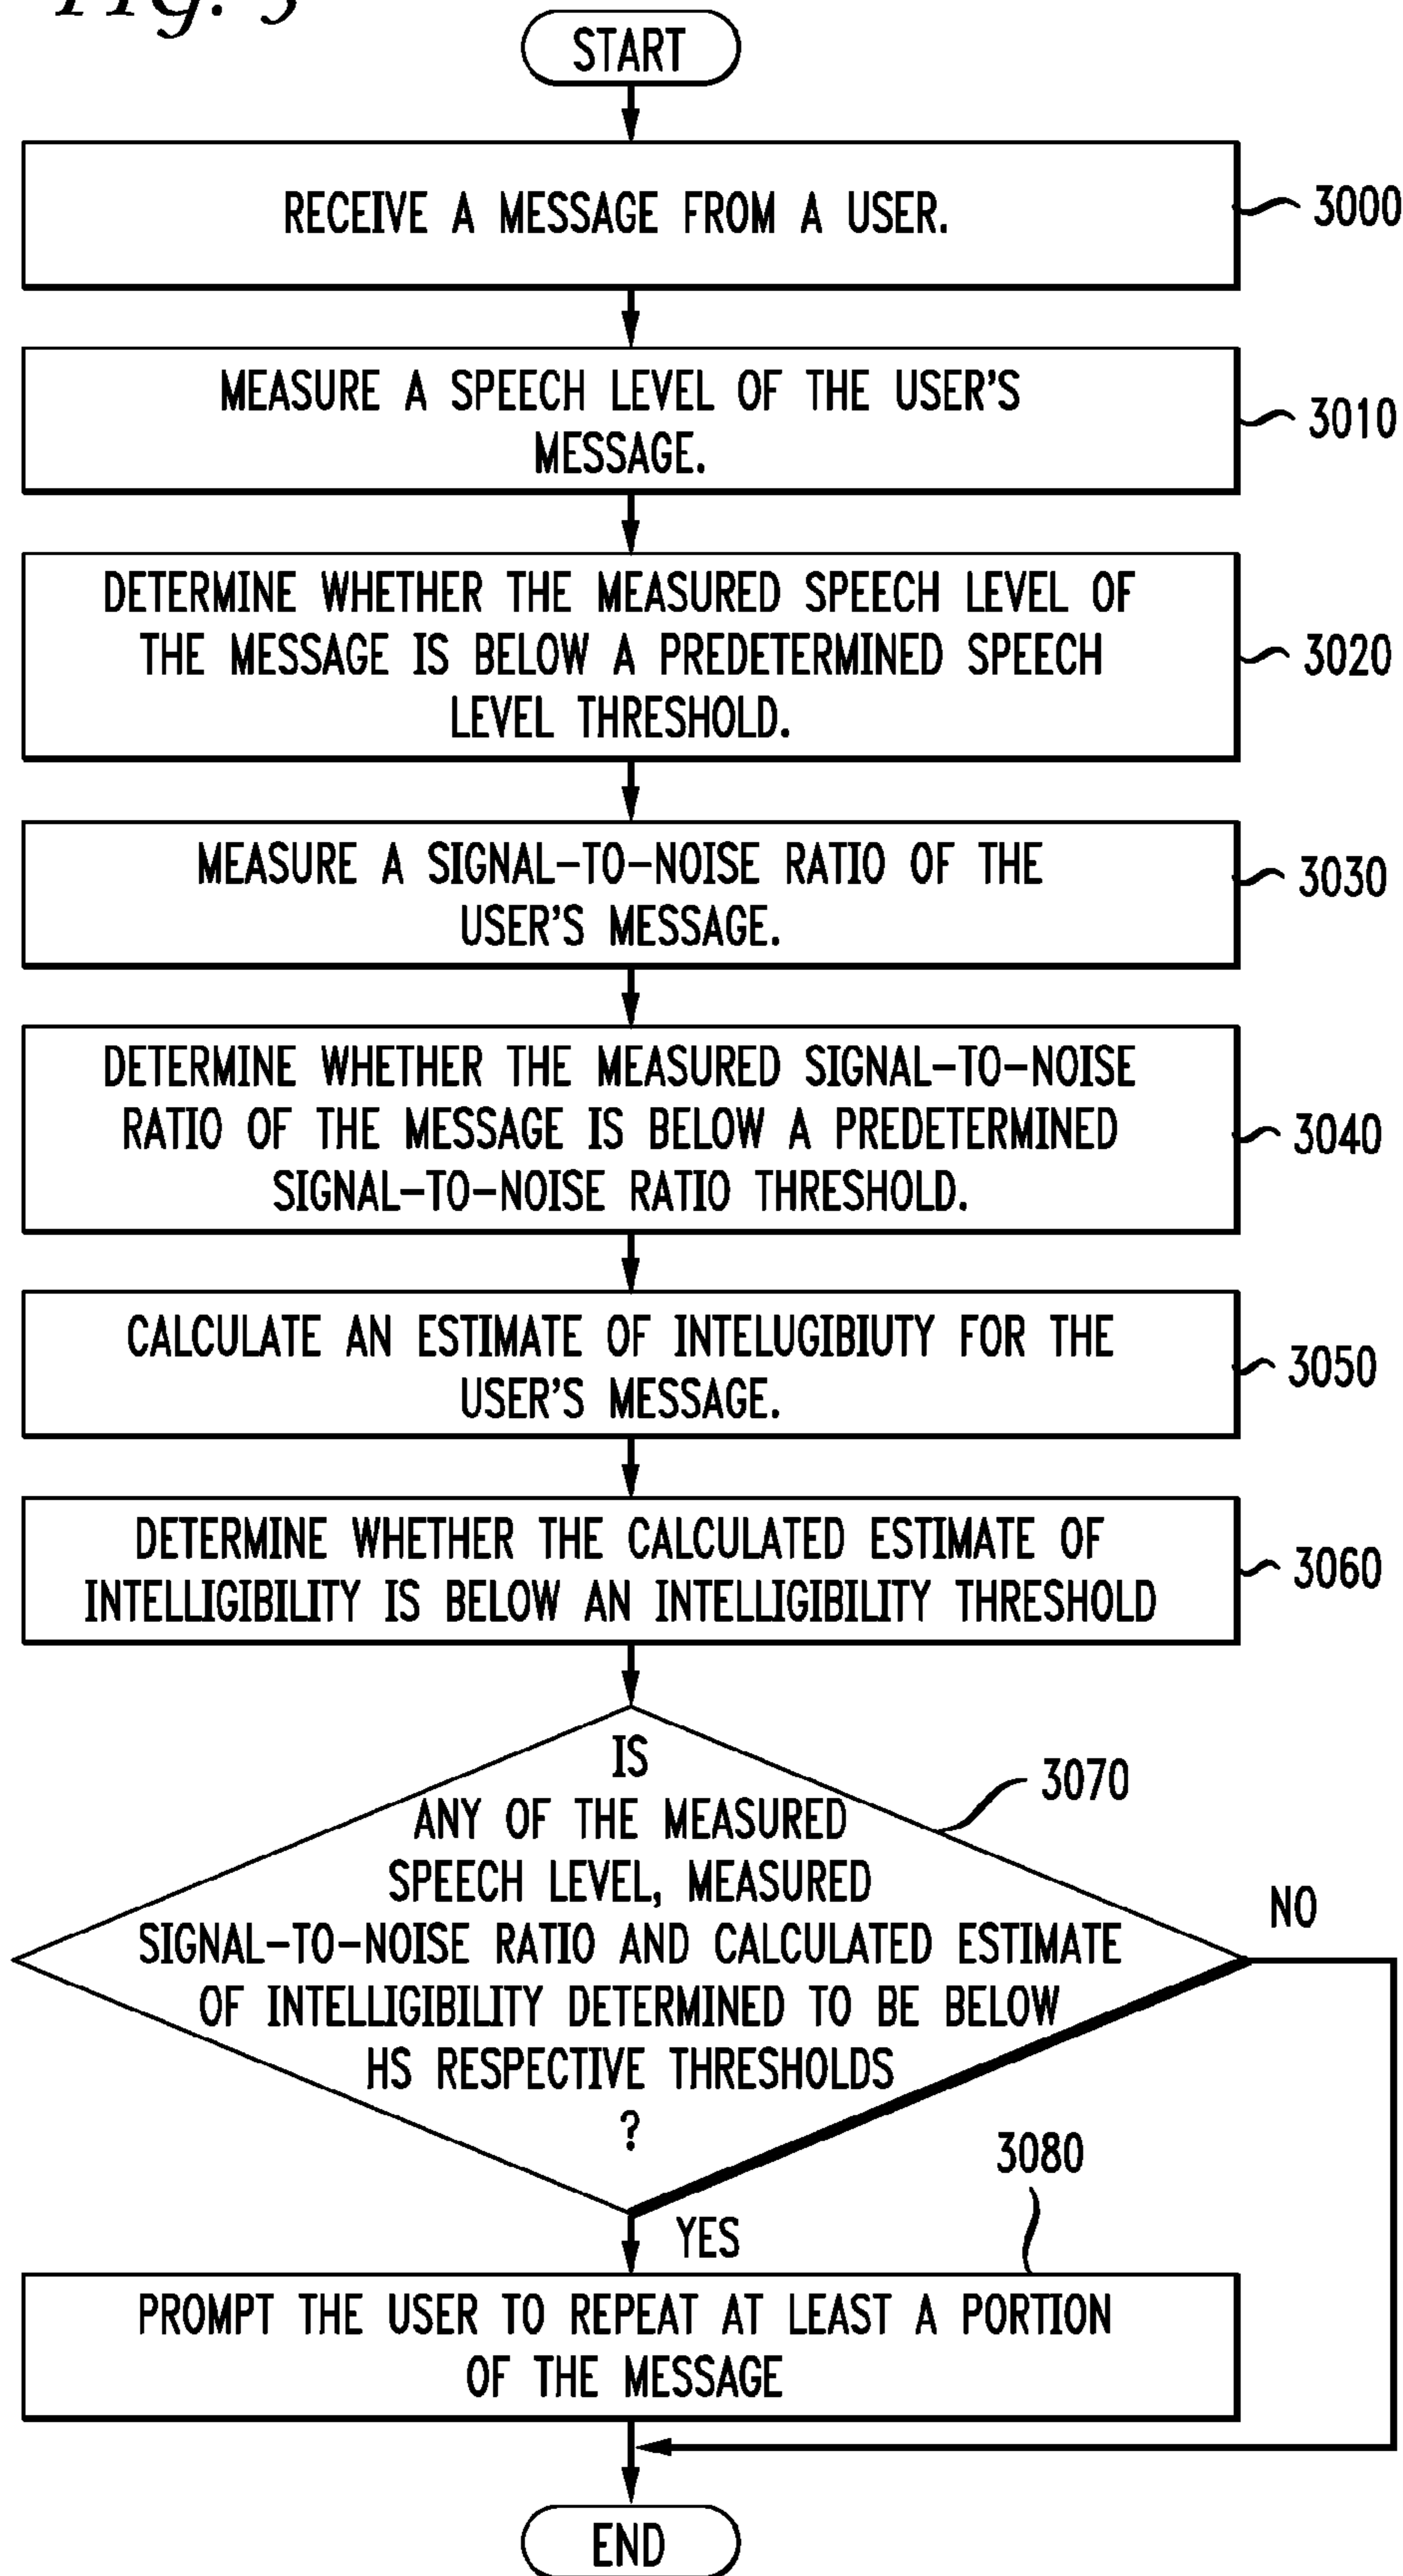 START
RECEIVE A MESSAGE FROM A USER.
3000
MEASURE A SPEECH LEVEL OF THE USER'S
MESSAGE.
3010
DETERMINE WHETHER THE MEASURED SPEECH LEVEL OF
THE MESSAGE IS BELOW A PREDETERMINED SPEECH
LEVEL THRESHOLD.
3020
MEASURE A SIGNAL-TO-NOISE RATIO OF THE
USER'S MESSAGE.
3030
DETERMINE WHETHER THE MEASURED SIGNAL-TO-NOISE
RATIO OF THE MESSAGE IS BELOW A PREDETERMINED
SIGNAL-TO-NOISE RATIO THRESHOLD.
3040
CALCULATE AN ESTIMATE OF INTELUGIBIUTY FOR THE
USER'S MESSAGE.
3050
DETERMINE WHETHER THE CALCULATED ESTIMATE OF
INTELLIGIBILITY IS BELOW AN INTELLIGIBILITY THRESHOLD
3060
IS
ANY OF THE MEASURED
SPEECH LEVEL, MEASURED
SIGNAL-TO-NOISE RATIO AND CALCULATED ESTIMATE
OF INTELLIGIBILITY DETERMINED TO BE BELOW
HS RESPECTIVE THRESHOLDS
?
3070
NO
YES
3080
PROMPT THE USER TO REPEAT AT LEAST A PORTION
OF THE MESSAGE
END